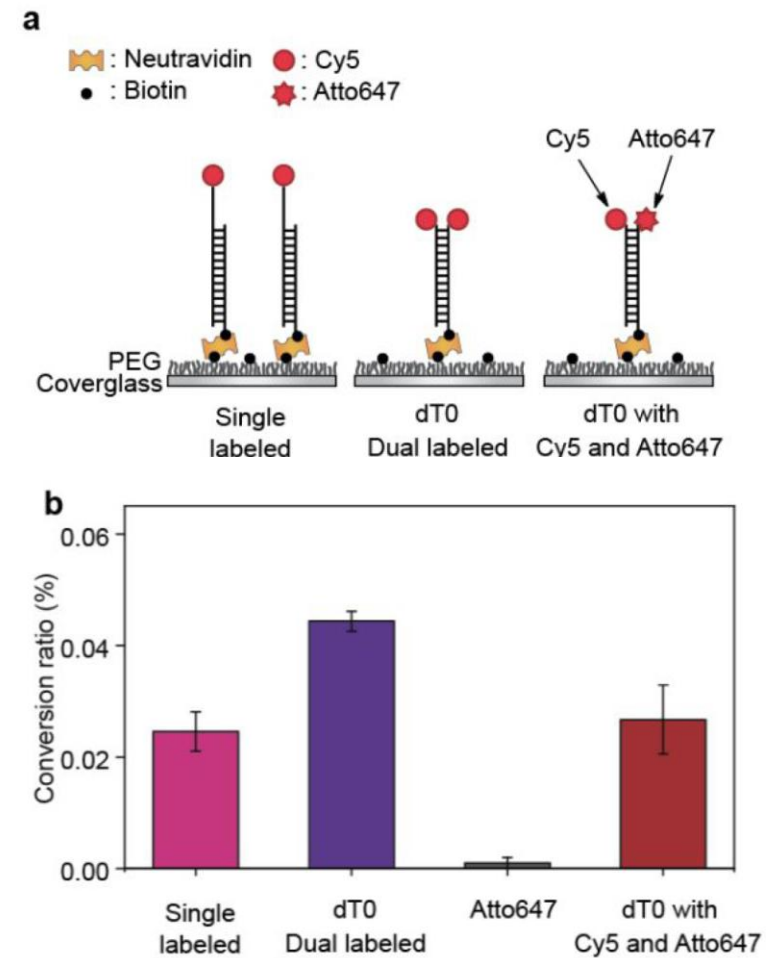 a
: Neutravidin : Cy5
: Biotin : Atto647
Cy5 Atto647
PEG
Coverglass
Single
labeled
dT0
Dual labeled
dT0 with
Cy5 and Atto647
b
Conversion ratio (%)
0.06
0.04
0.02
0.00
Single
labeled
dT0
Dual labeled
Atto647
dT0 with
Cy5 and Atto647